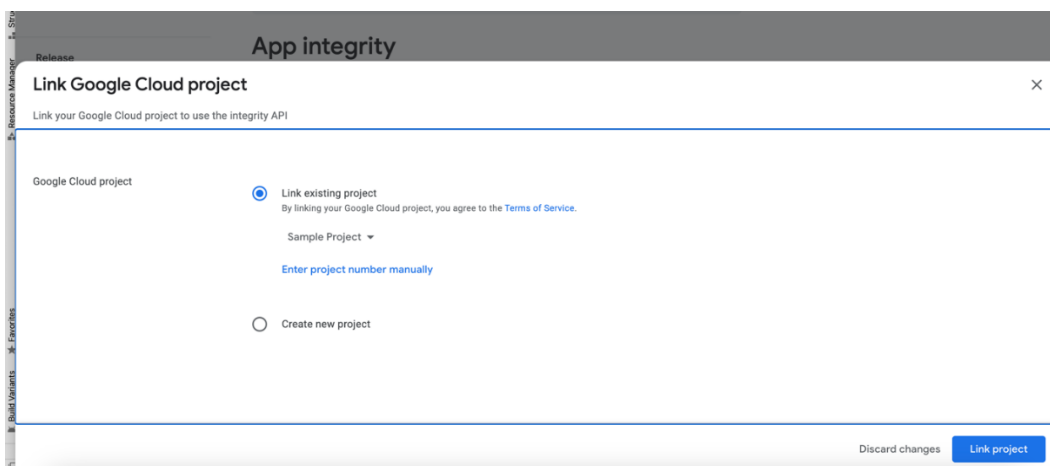 Stru
App integrity
Release
Resource Manager
Link Google Cloud project
Link your Google Cloud project to use the integrity API
Google Cloud project
Link existing project
By linking your Google Cloud project, you agree to the Terms of Service.
Sample Project
Enter project number manually
Create new project
Favorites
Build Variants
Discard changes
Link project